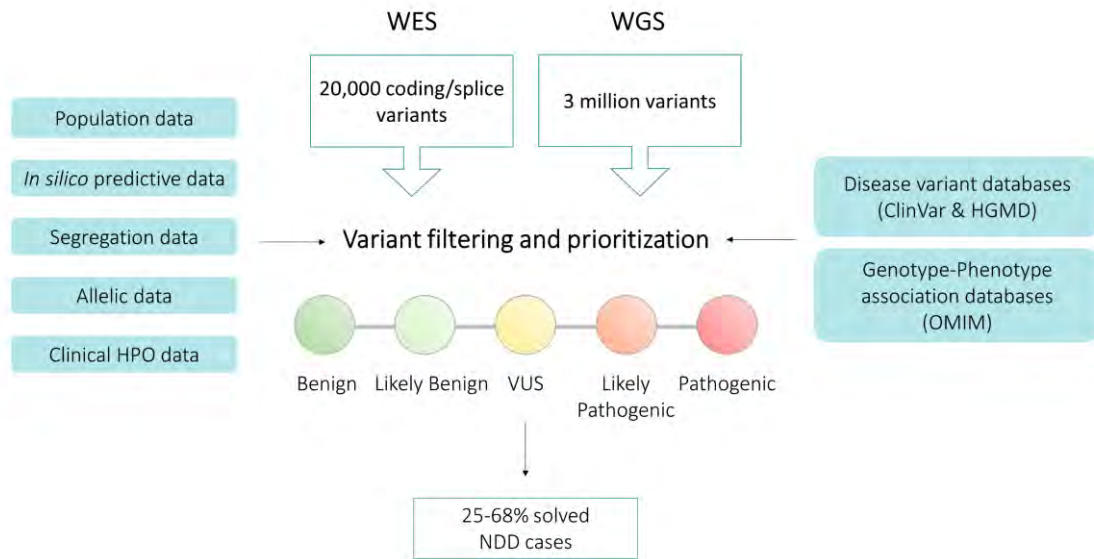 WES
WGS
20,000 coding/splice
variants
3 million variants
Population data
In silico predictive data
Segregation data
Allelic data
Clinical HPO data
Variant filtering and prioritization
Disease variant databases
(ClinVar & HGMD)
Genotype-Phenotype
association databases
(OMIM)
Benign
Likely Benign
VUS
Likely
Pathogenic
Pathogenic
25-68% solved
NDD cases